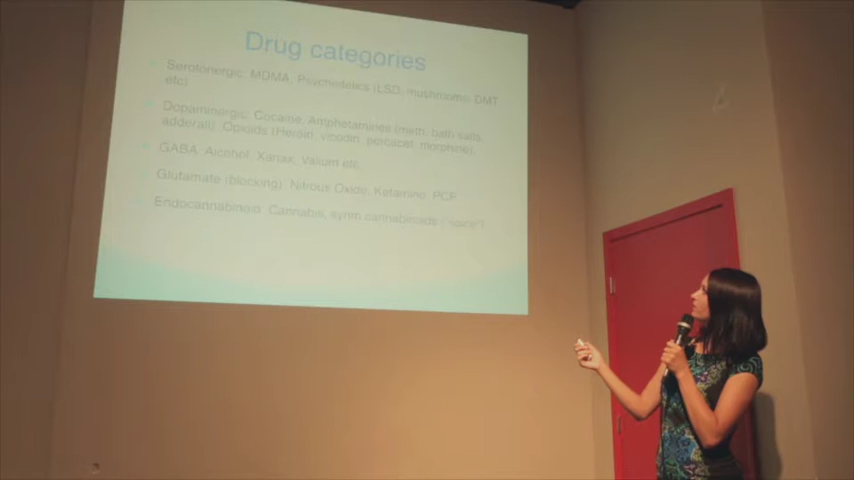 Drug categories
Serotonergic: MDMA, Psychedelics (LSD, mushrooms, DMT
etc)
Dopaminergic: Cocaine, Amphetamines (meth, bath salts,
adderall), Opioids (Heroin, vicodin, percocet, morphine),
GABA: Alcohol, Xanax, Valium etc
Glutamate (blocking): Nitrous Oxide, Ketamine, PCP
Endocannabinoid: Cannabis, synth cannabinoids ("spice")